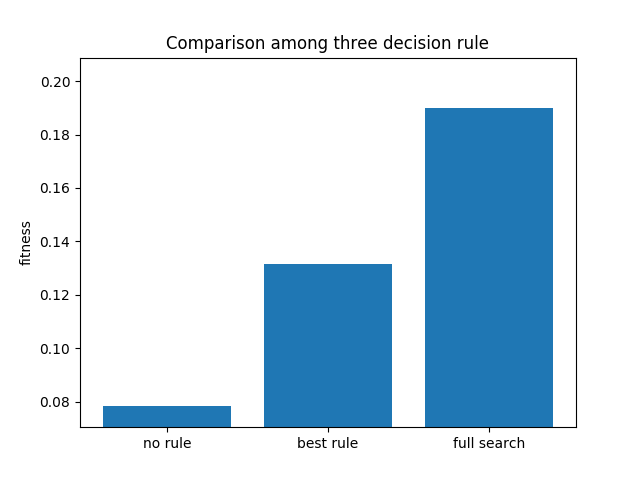 Comparison among three decision rule
fitness
0.20
0.18
0.16
0.14
0.12
0.10
0.08
no rule best rule full search